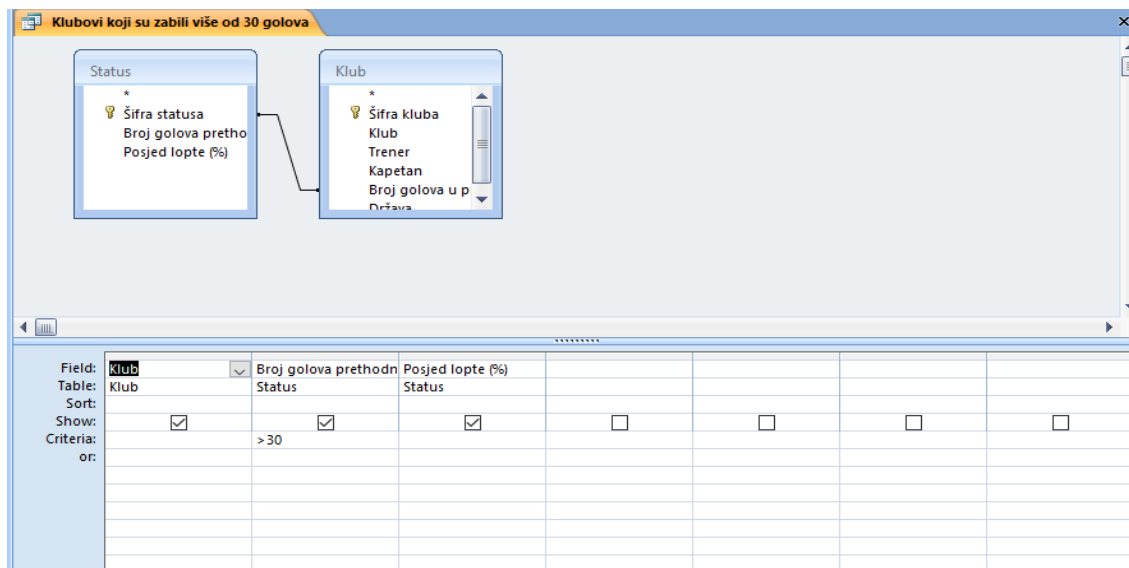 Klubovi koji su zabili više od 30 golova
Status
*
Šifra statusa
Broj golova pretho
Posjed lopte (%)
Klub
*
Šifra kluba
Klub
Trener
Kapetan
Broj golova u p
Država
Field: Klub Broj golova prethodn Posjed lopte (%)
Table: Klub Status Status
Sort:
Show:
Criteria: >30
or: